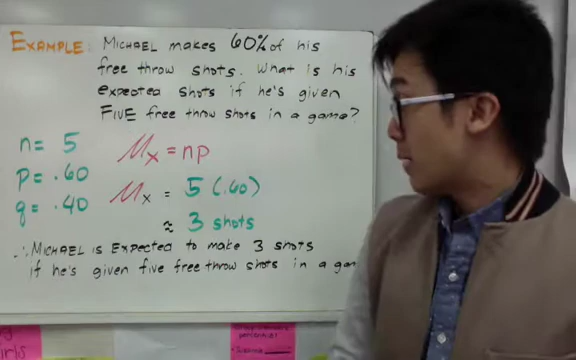 EXAMPLE: MICHAEL makes 60% of his
free throw shots. What is his
expected shots if he's given
FIVE free throw shots in a game?
n = 5
p = .60
q = .40
μx = np
μx = 5 (.60)
≈ 3 shots
∴ MICHAEL is Expected to make 3 shots
if he's given five free throw shots in a gam